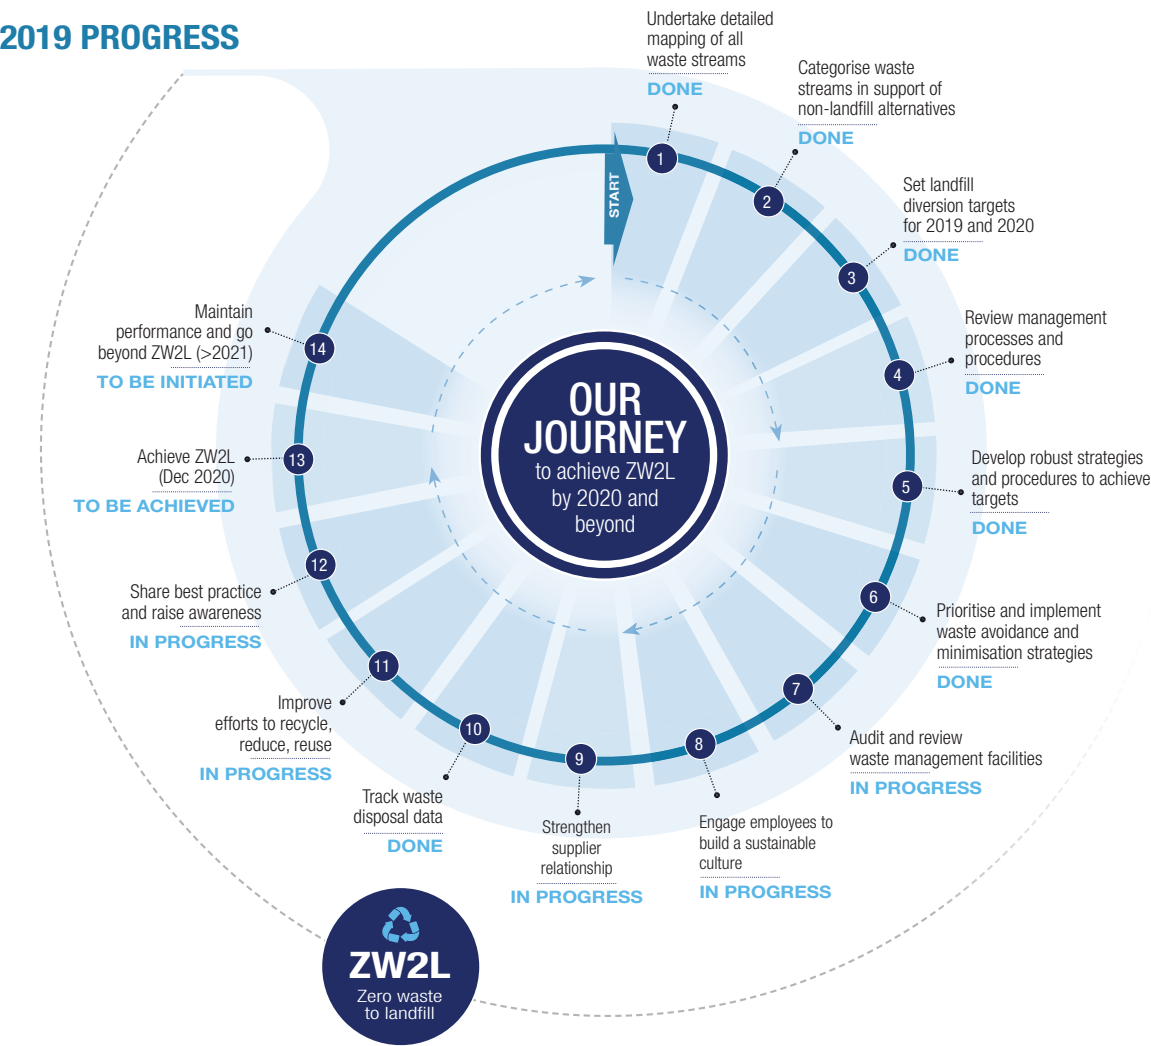 2019 PROGRESS
Undertake detailed
mapping of all
waste streams
DONE
Categorise waste
streams in support of
non-landfill alternatives
DONE
Set landfill
diversion targets
for 2019 and 2020
DONE
Review management
processes and
procedures
DONE
Develop robust strategies
and procedures to achieve
targets
DONE
Prioritise and implement
waste avoidance and
minimisation strategies
DONE
Audit and review
waste management facilities
IN PROGRESS
Engage employees to
build a sustainable
culture
IN PROGRESS
Strengthen
supplier
relationship
IN PROGRESS
Track waste
disposal data
DONE
Improve
efforts to recycle,
reduce, reuse
IN PROGRESS
Share best practice
and raise awareness
IN PROGRESS
Achieve ZW2L
(Dec 2020)
TO BE ACHIEVED
Maintain
performance and go
beyond ZW2L (>2021)
TO BE INITIATED
START
1
2
3
4
5
6
7
8
9
10
11
12
13
14
OUR
JOURNEY
to achieve ZW2L
by 2020 and
beyond
ZW2L
Zero waste
to landfill